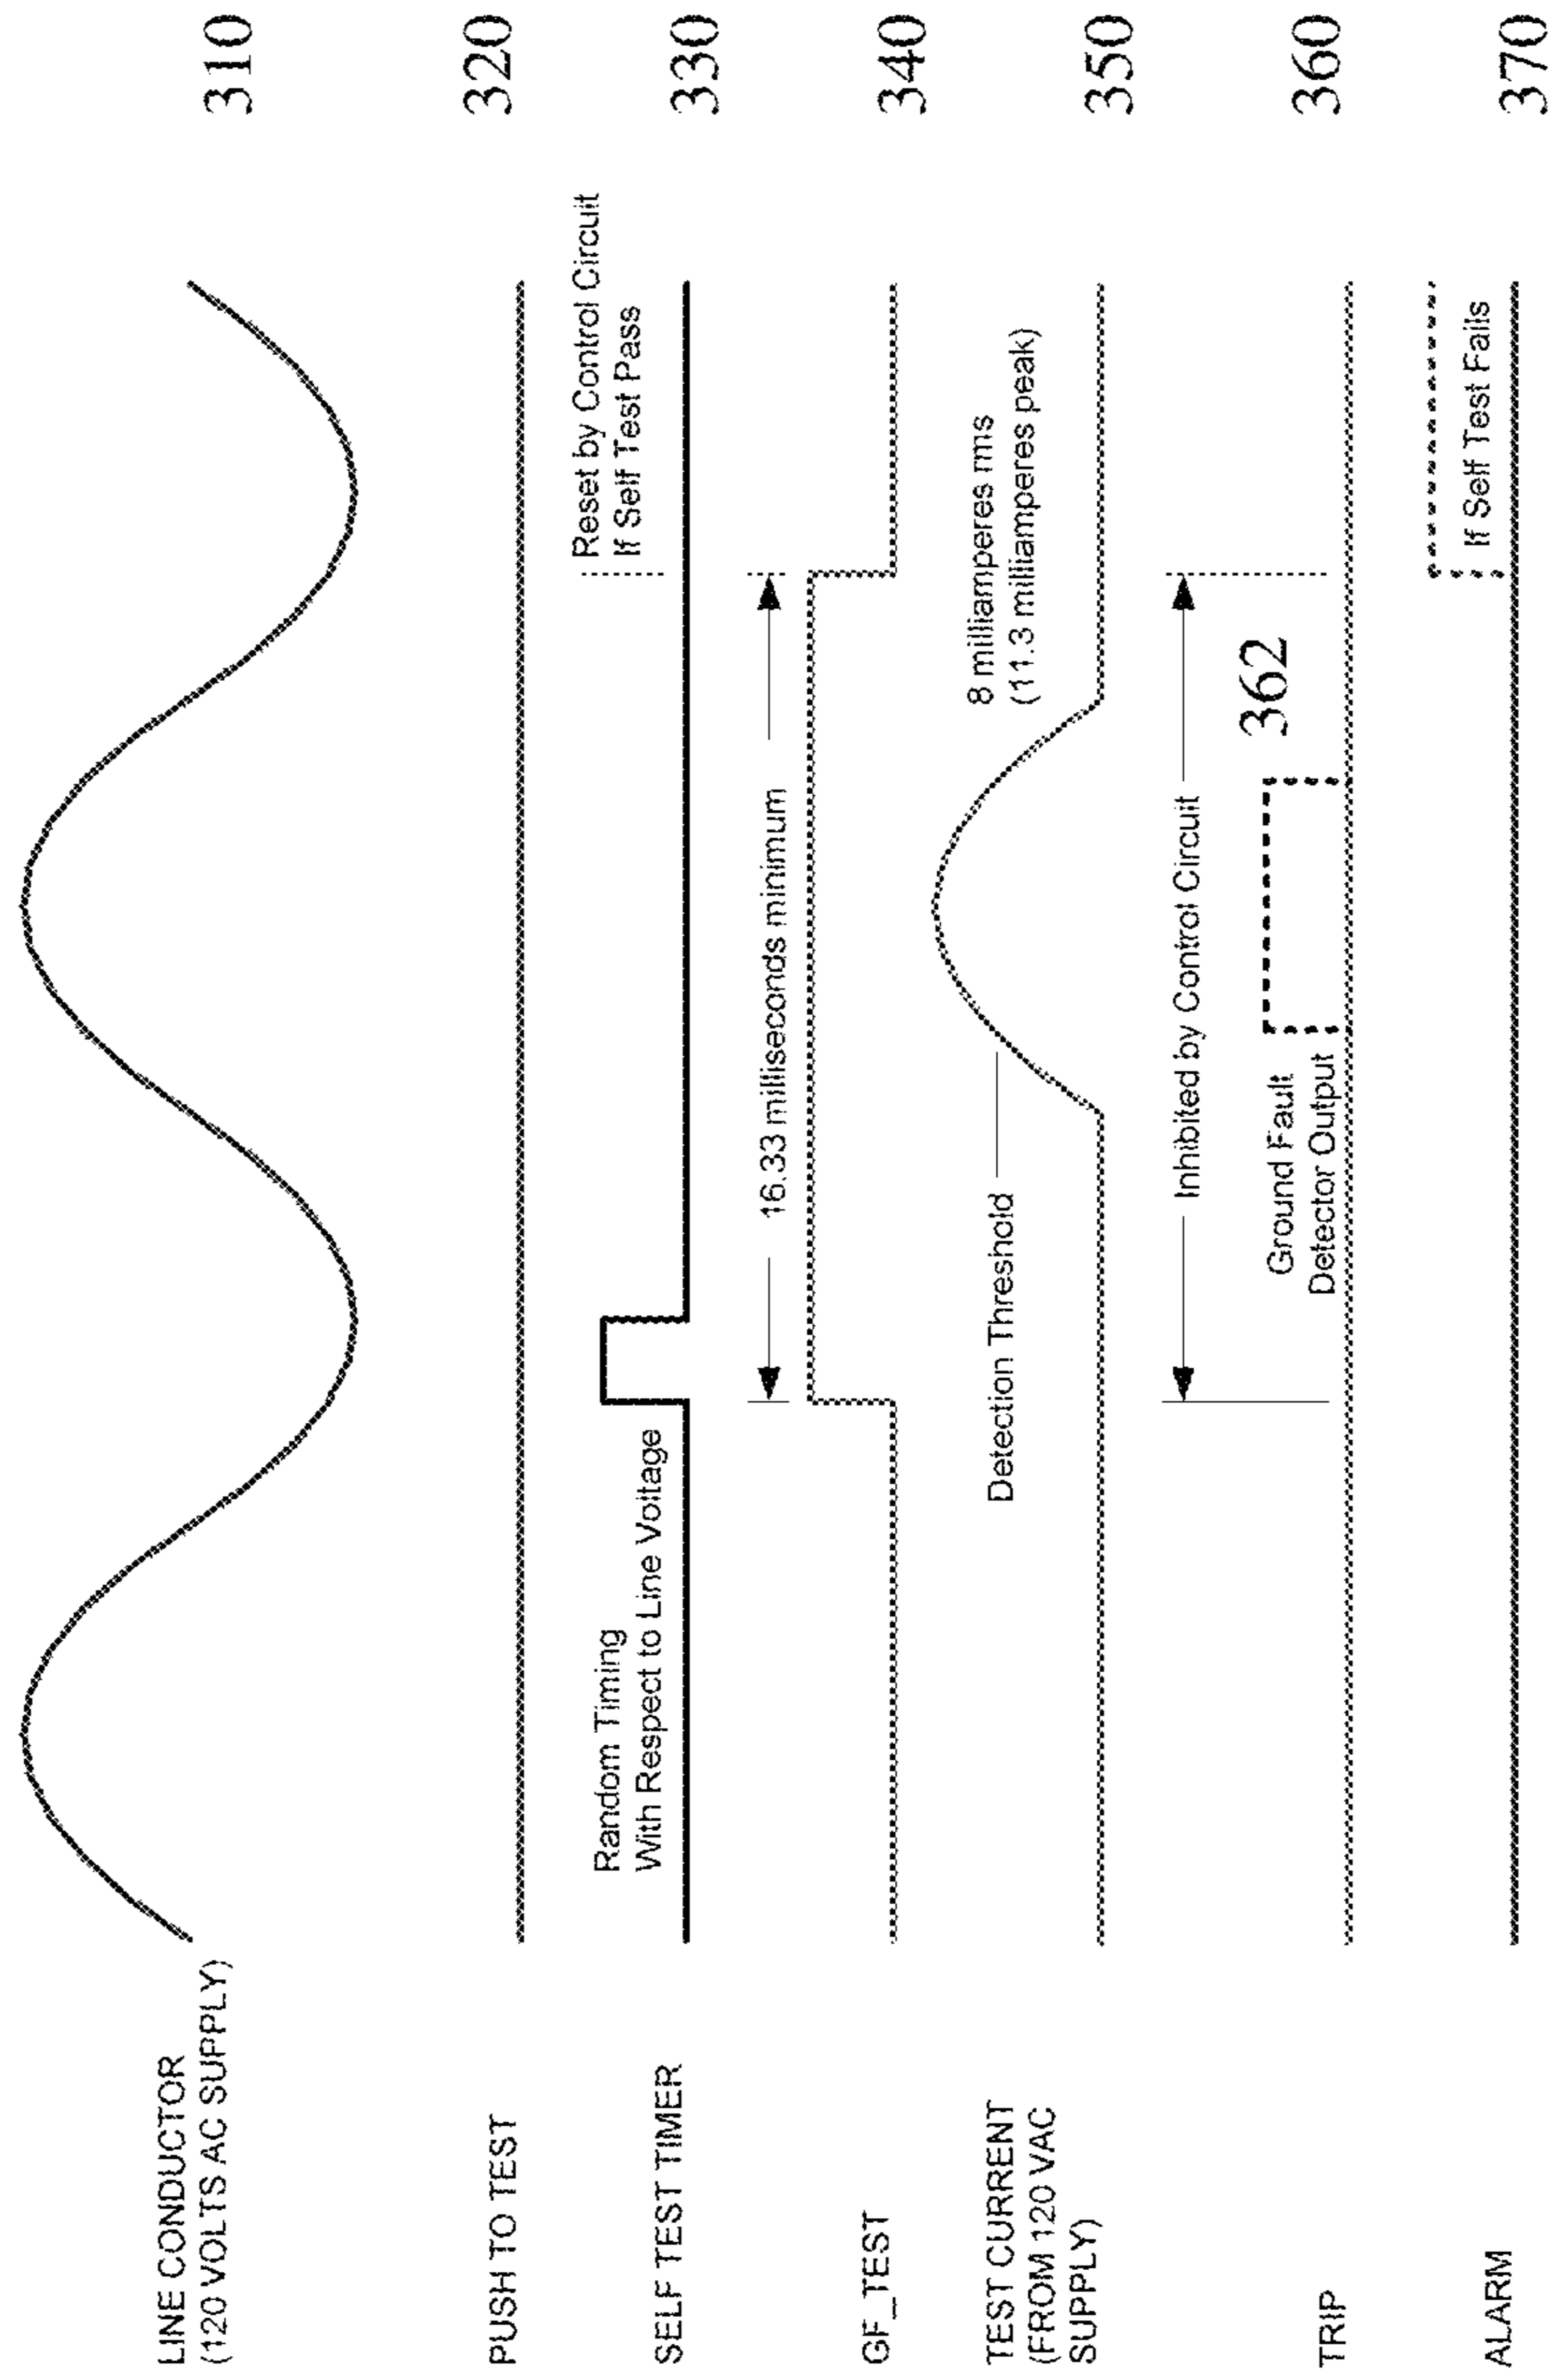 LINE CONDUCTOR
(120 VOLTS AC SUPPLY)
310
PUSH TO TEST
320
Random Timing
With Respect to Line Voltage
Reset by Control Circuit
If Self Test Pass
SELF TEST TIMER
330
16.33 milliseconds minimum
GF_TEST
340
Detection Threshold
8 milliamperes rms
(11.3 milliamperes peak)
TEST CURRENT
(FROM 120 VAC
SUPPLY)
350
Inhibited by Control Circuit
Ground Fault
Detector Output
362
TRIP
360
If Self Test Fails
ALARM
370